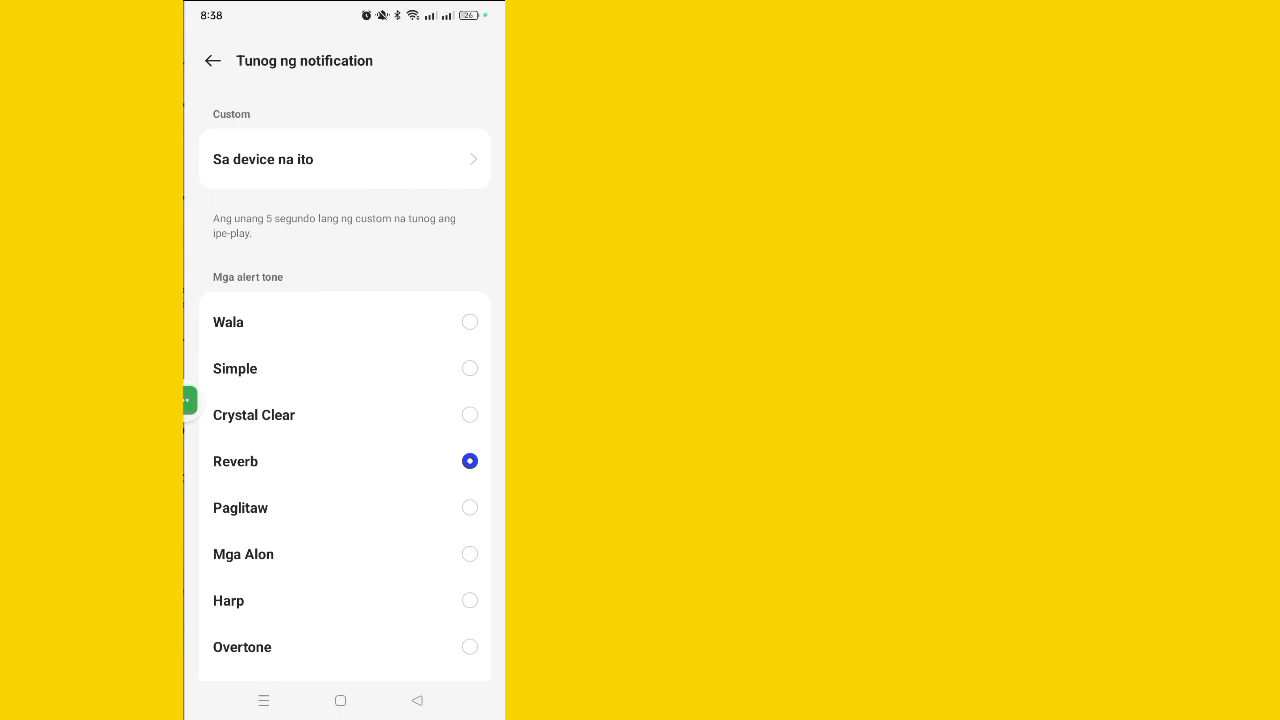 8:38
26
Tunog ng notification
Custom
Sa device na ito
Ang unang 5 segundo lang ng custom na tunog ang
ipe-play.
Mga alert tone
Wala
Simple
Crystal Clear
Reverb
Paglitaw
Mga Alon
Harp
Overtone